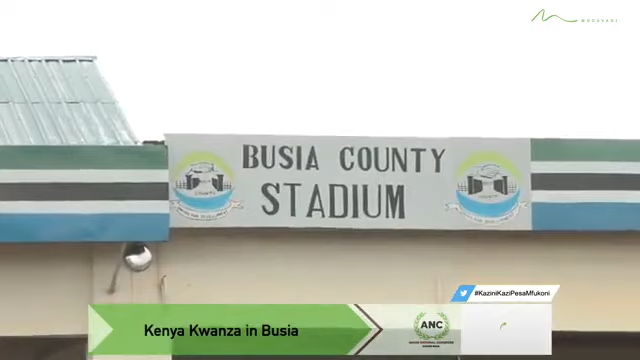 BUSIA COUNTY
STADIUM
#KaziniKaziPesaMfukoni
Kenya Kwanza in Busia
ANC